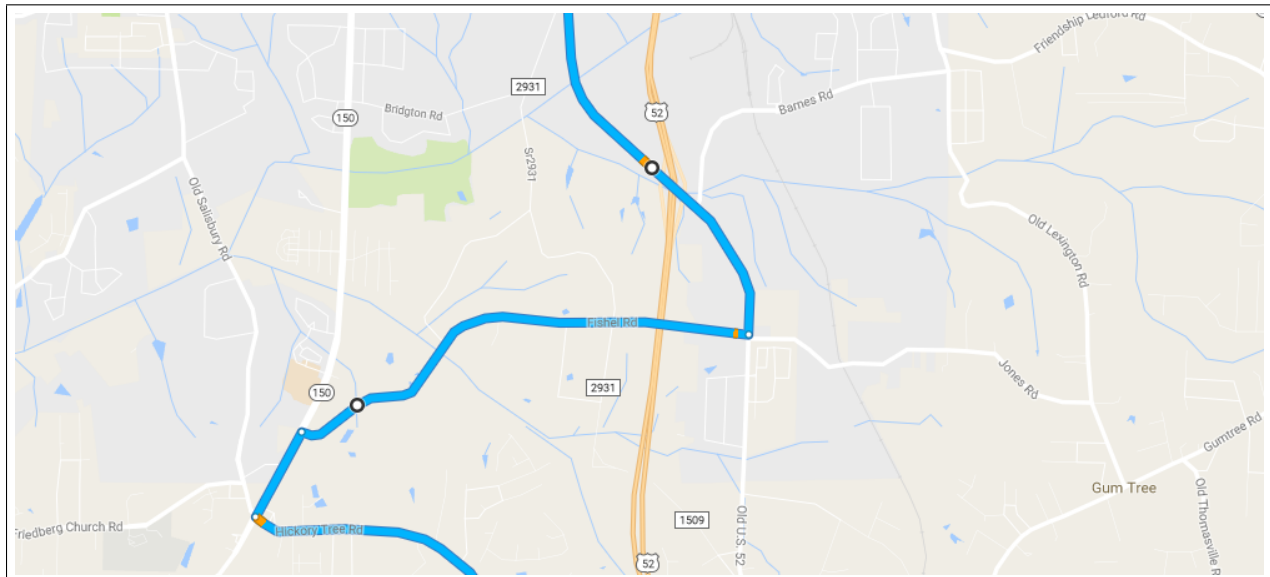 Friendship Ledford Rd
2931
Barnes Rd
52
Bridgton Rd
150
Sr2931
Old Salisbury Rd
Old Lexington Rd
Fishel Rd
Jones Rd
2931
150
Gumtree Rd
Gum Tree
Friedberg Church Rd
Hickory Tree Rd
1509
Old U.S. 52
Old Thomasville R
52